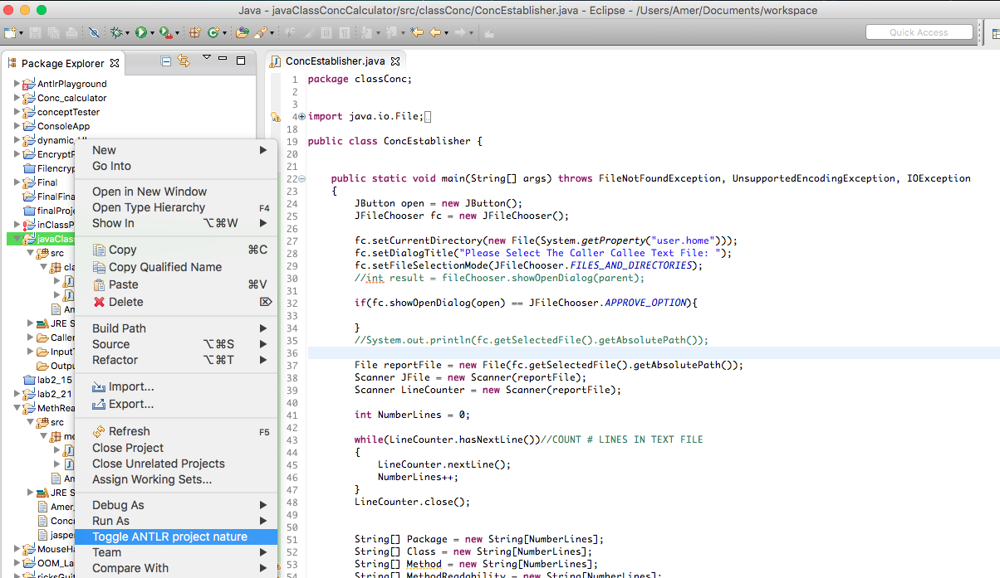 Java - javaClassConcCalculator/src/classConc/ConcEstablisher.java - Eclipse - /Users/Amer/Documents/workspace
Quick Access
Package Explorer
AntlrPlayground
Conc_calculator
conceptTester
ConsoleApp
dynamic_UI
EncryptF
Filencryp
Final
FinalFina
finalProje
inClassP
javaClass
src
cla
Am
JRE S
Caller
InputT
Outpu
lab2_15
lab2_21
MethRea
src
me
Am
JRE S
Amer_
Conc
jaspe
MouseHa
OOM_La
ricksGuit
New
Go Into
Open in New Window
Open Type Hierarchy F4
Show In ⌥⌘W
Copy ⌘C
Copy Qualified Name
Paste ⌘V
Delete ⌦
Build Path
Source ⌥⌘S
Refactor ⌥⌘T
Import...
Export...
Refresh F5
Close Project
Close Unrelated Projects
Assign Working Sets...
Debug As
Run As
Toggle ANTLR project nature
Team
Compare With
ConcEstablisher.java
1 package classConc;
2
3
4 import java.io.File;
18
19 public class ConcEstablisher {
20
21
22 public static void main(String[] args) throws FileNotFoundException, UnsupportedEncodingException, IOException
23 {
24 JButton open = new JButton();
25 JFileChooser fc = new JFileChooser();
26
27 fc.setCurrentDirectory(new File(System.getProperty("user.home")));
28 fc.setDialogTitle("Please Select The Caller Callee Text File: ");
29 fc.setFileSelectionMode(JFileChooser.FILES_AND_DIRECTORIES);
30 //int result = fileChooser.showOpenDialog(parent);
31
32 if(fc.showOpenDialog(open) == JFileChooser.APPROVE_OPTION){
33
34 }
35 //System.out.println(fc.getSelectedFile().getAbsolutePath());
36
37 File reportFile = new File(fc.getSelectedFile().getAbsolutePath());
38 Scanner JFile = new Scanner(reportFile);
39 Scanner LineCounter = new Scanner(reportFile);
40
41 int NumberLines = 0;
42
43 while(LineCounter.hasNextLine())//COUNT # LINES IN TEXT FILE
44 {
45 LineCounter.nextLine();
46 NumberLines++;
47 }
48 LineCounter.close();
49
50
51 String[] Package = new String[NumberLines];
52 String[] Class = new String[NumberLines];
53 String[] Method = new String[NumberLines];
54 String[] MethodReadability = new String[NumberLines];